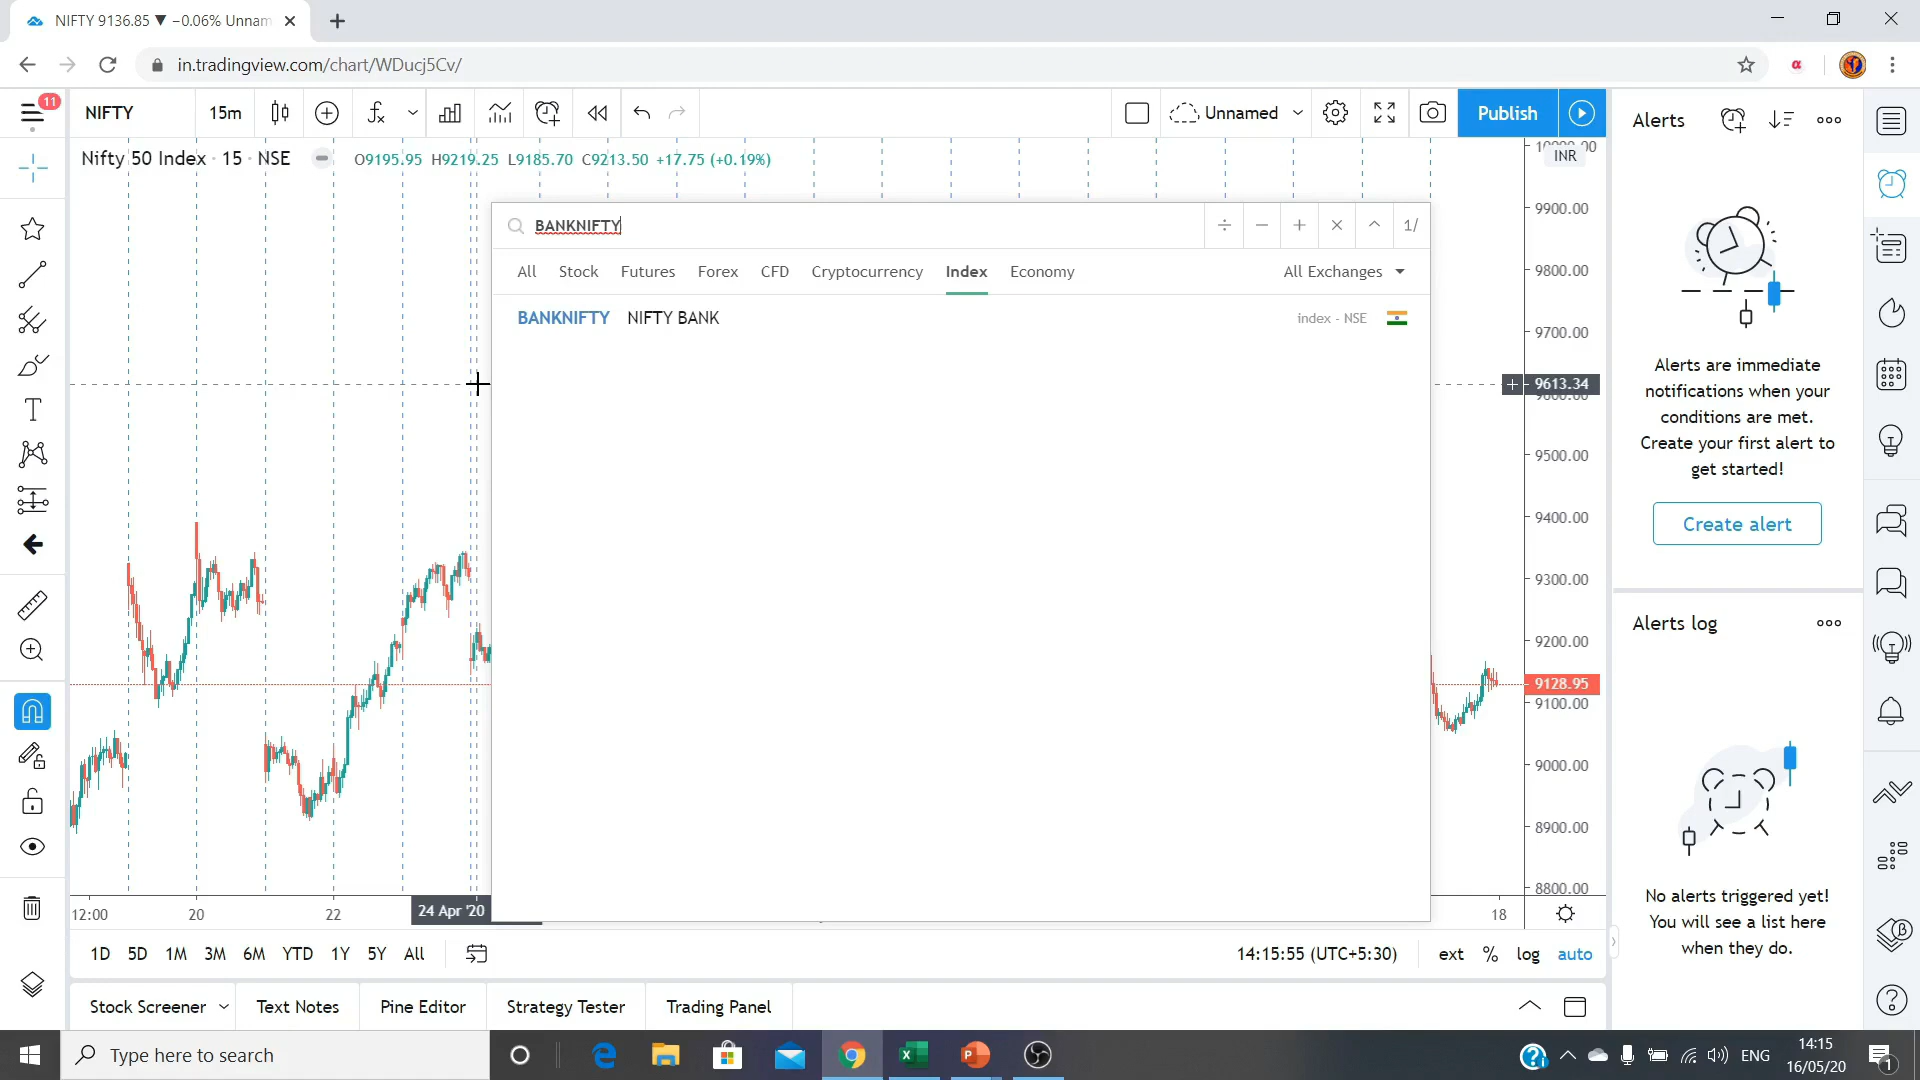 NIFTY 9136.85 ▼ −0.06% Unnam
in.tradingview.com/chart/WDucj5Cv/
11
NIFTY
15m
Unnamed
Publish
Alerts
Nifty 50 Index · 15 · NSE
O9195.95 H9219.25 L9185.70 C9213.50 +17.75 (+0.19%)
INR
BANKNIFTY
1/
All Stock Futures Forex CFD Cryptocurrency Index Economy
All Exchanges
BANKNIFTY NIFTY BANK
index - NSE
9900.00
9800.00
9700.00
9613.34
9500.00
9400.00
9300.00
9200.00
9128.95
9100.00
9000.00
8900.00
8800.00
Alerts are immediate
notifications when your
conditions are met.
Create your first alert to
get started!
Create alert
Alerts log
No alerts triggered yet!
You will see a list here
when they do.
12:00 20 22 24 Apr '20 18
1D 5D 1M 3M 6M YTD 1Y 5Y All
14:15:55 (UTC+5:30)
ext % log auto
Stock Screener Text Notes Pine Editor Strategy Tester Trading Panel
Type here to search
ENG
14:15
16/05/20
1